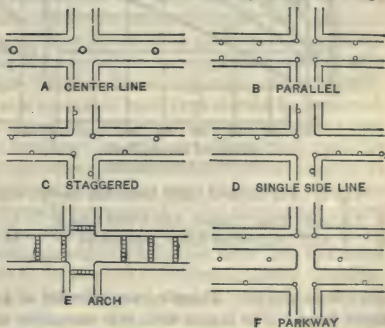 A CENTER LINE
B PARALLEL
C STAGGERED
D SINGLE SIDE LINE
E ARCH
F PARKWAY